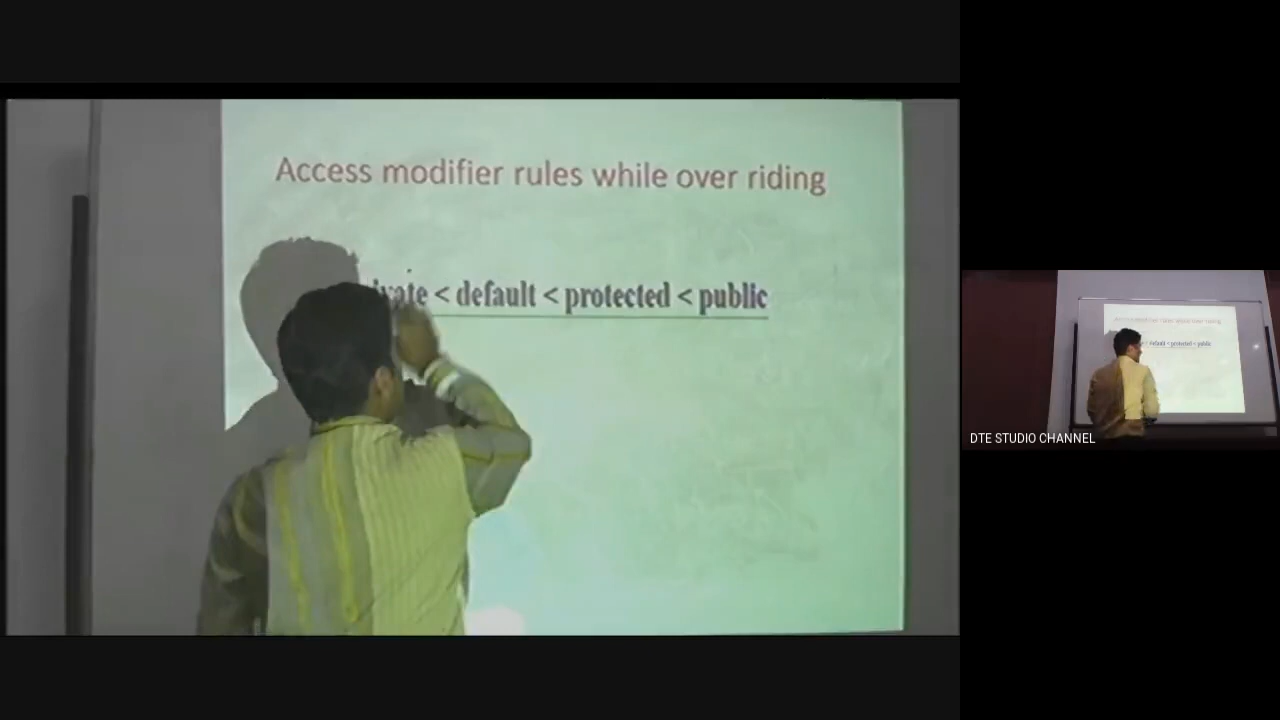 Access modifier rules while over riding
< default < protected < public
DTE STUDIO CHANNEL